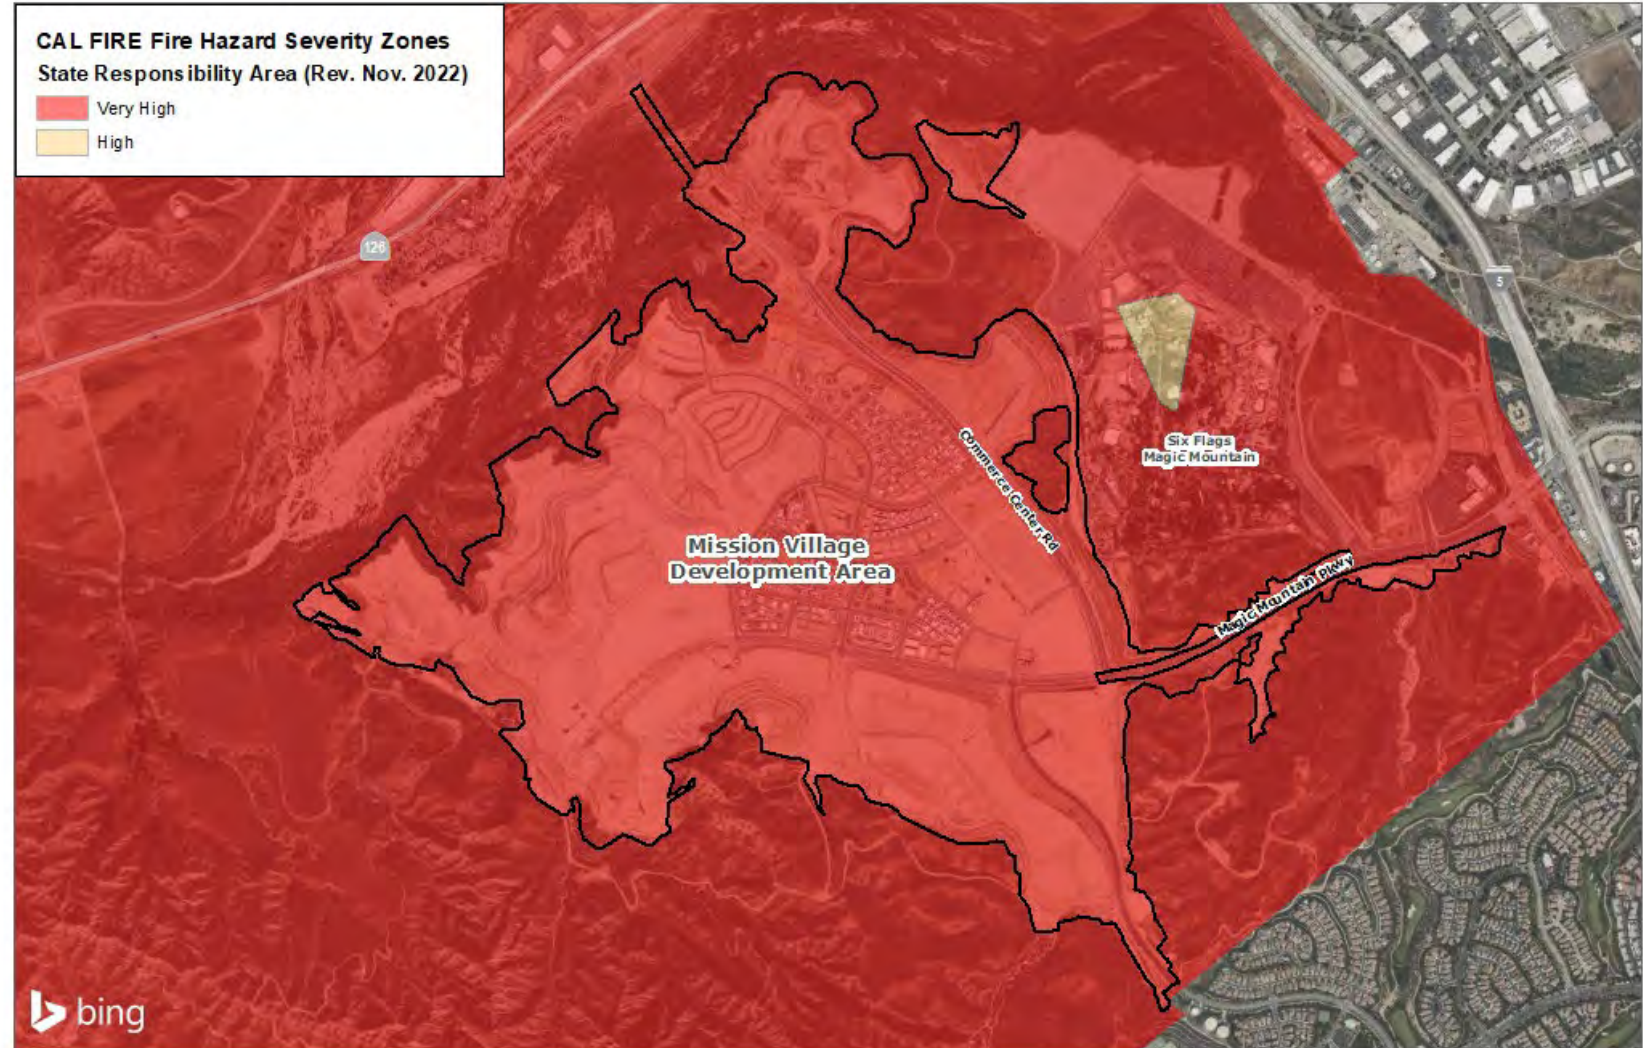 CAL FIRE Fire Hazard Severity Zones
State Responsibility Area (Rev. Nov. 2022)
Very High
High
126
5
Six Flags
Magic Mountain
Commerce Center Rd
Mission Village
Development Area
Magic Mountain Pkwy
bing